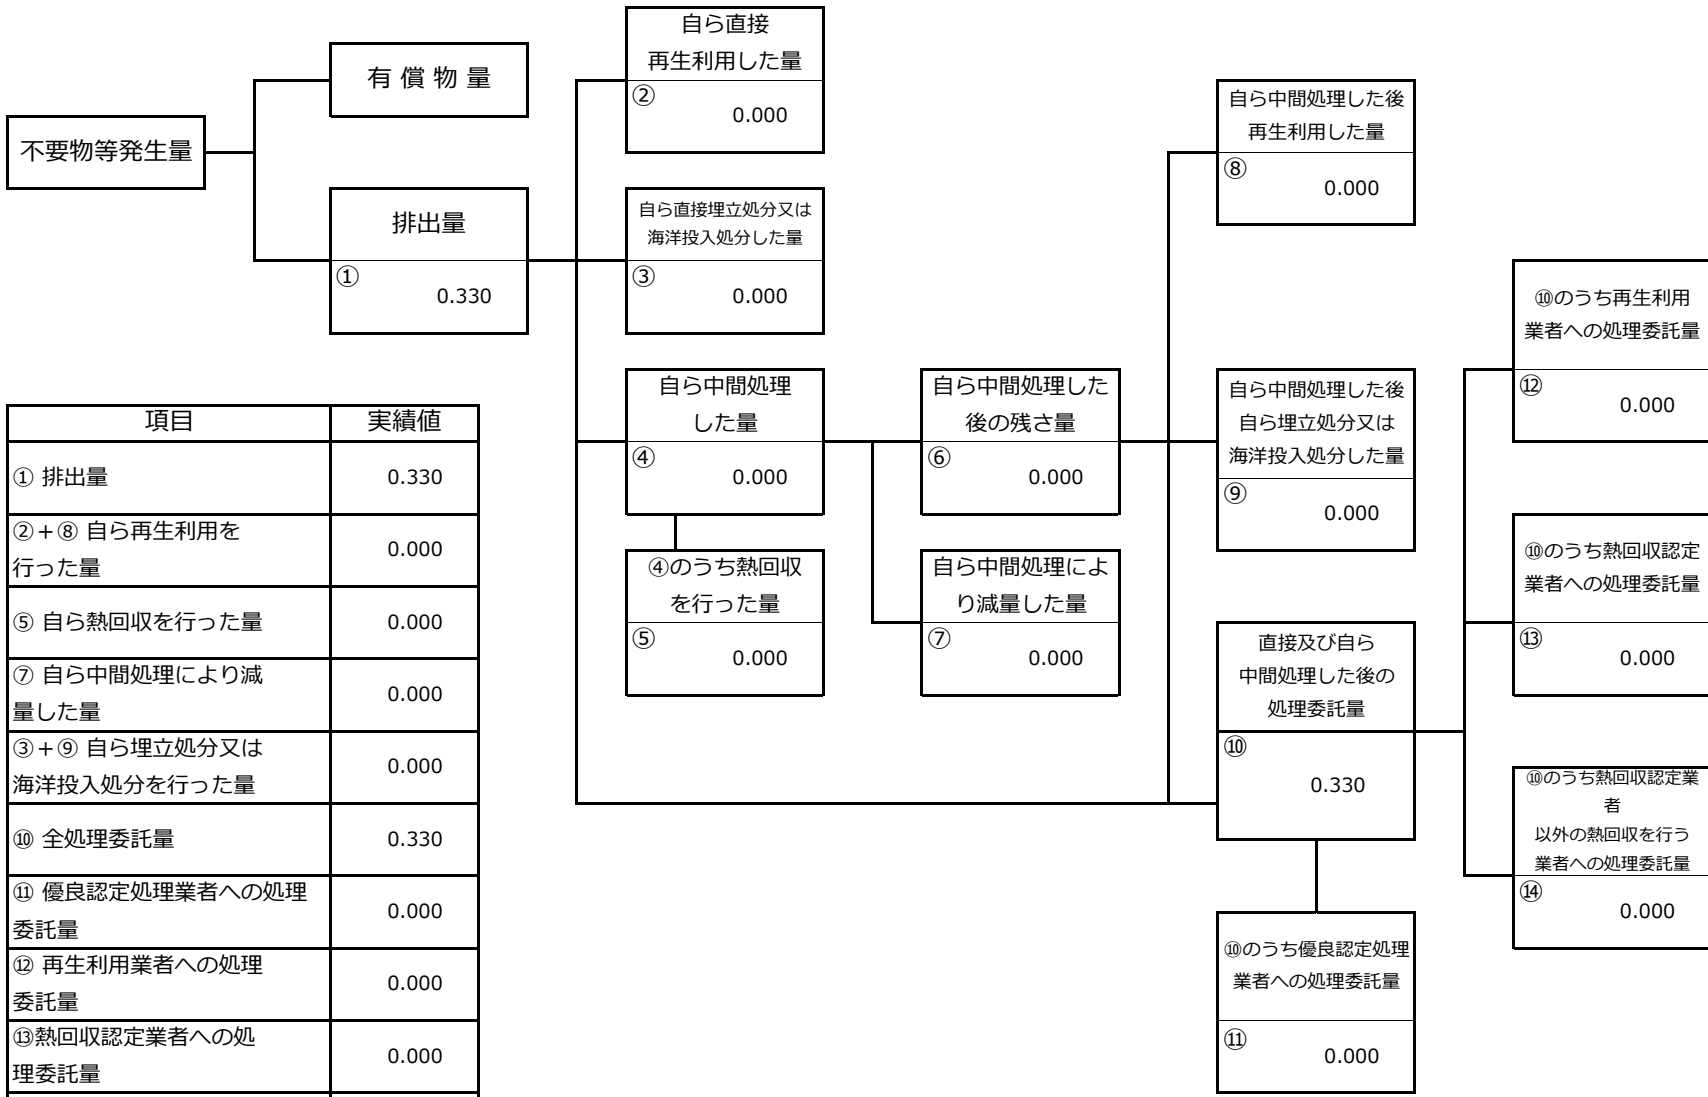 不要物等発生量
有 償 物 量
排出量
①
0.330
自ら直接
再生利用した量
②
0.000
自ら直接埋立処分又は
海洋投入処分した量
③
0.000
自ら中間処理
した量
④
0.000
④のうち熱回収
を行った量
⑤
0.000
自ら中間処理した
後の残さ量
⑥
0.000
自ら中間処理によ
り減量した量
⑦
0.000
自ら中間処理した後
再生利用した量
⑧
0.000
自ら中間処理した後
自ら埋立処分又は
海洋投入処分した量
⑨
0.000
直接及び自ら
中間処理した後の
処理委託量
⑩
0.330
⑩のうち優良認定処理
業者への処理委託量
⑪
0.000
⑩のうち再生利用
業者への処理委託量
⑫
0.000
⑩のうち熱回収認定
業者への処理委託量
⑬
0.000
⑩のうち熱回収認定業
者
以外の熱回収を行う
業者への処理委託量
⑭
0.000
項目 実績値
① 排出量 0.330
②+⑧ 自ら再生利用を
行った量 0.000
⑤ 自ら熱回収を行った量 0.000
⑦ 自ら中間処理により減
量した量 0.000
③+⑨ 自ら埋立処分又は
海洋投入処分を行った量 0.000
⑩ 全処理委託量 0.330
⑪ 優良認定処理業者への処理
委託量 0.000
⑫ 再生利用業者への処理
委託量 0.000
⑬熱回収認定業者への処
理委託量 0.000